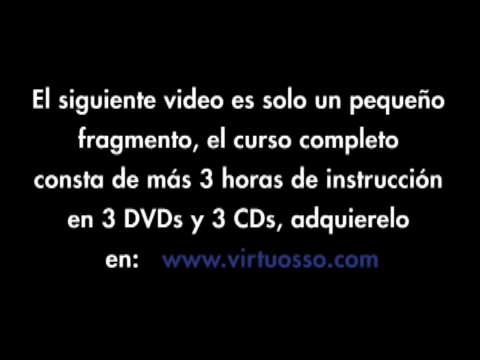 El siguiente video es solo un pequeño
fragmento, el curso completo
consta de más 3 horas de instrucción
en 3 DVDs y 3 CDs, adquierelo
en: www.virtuosso.com